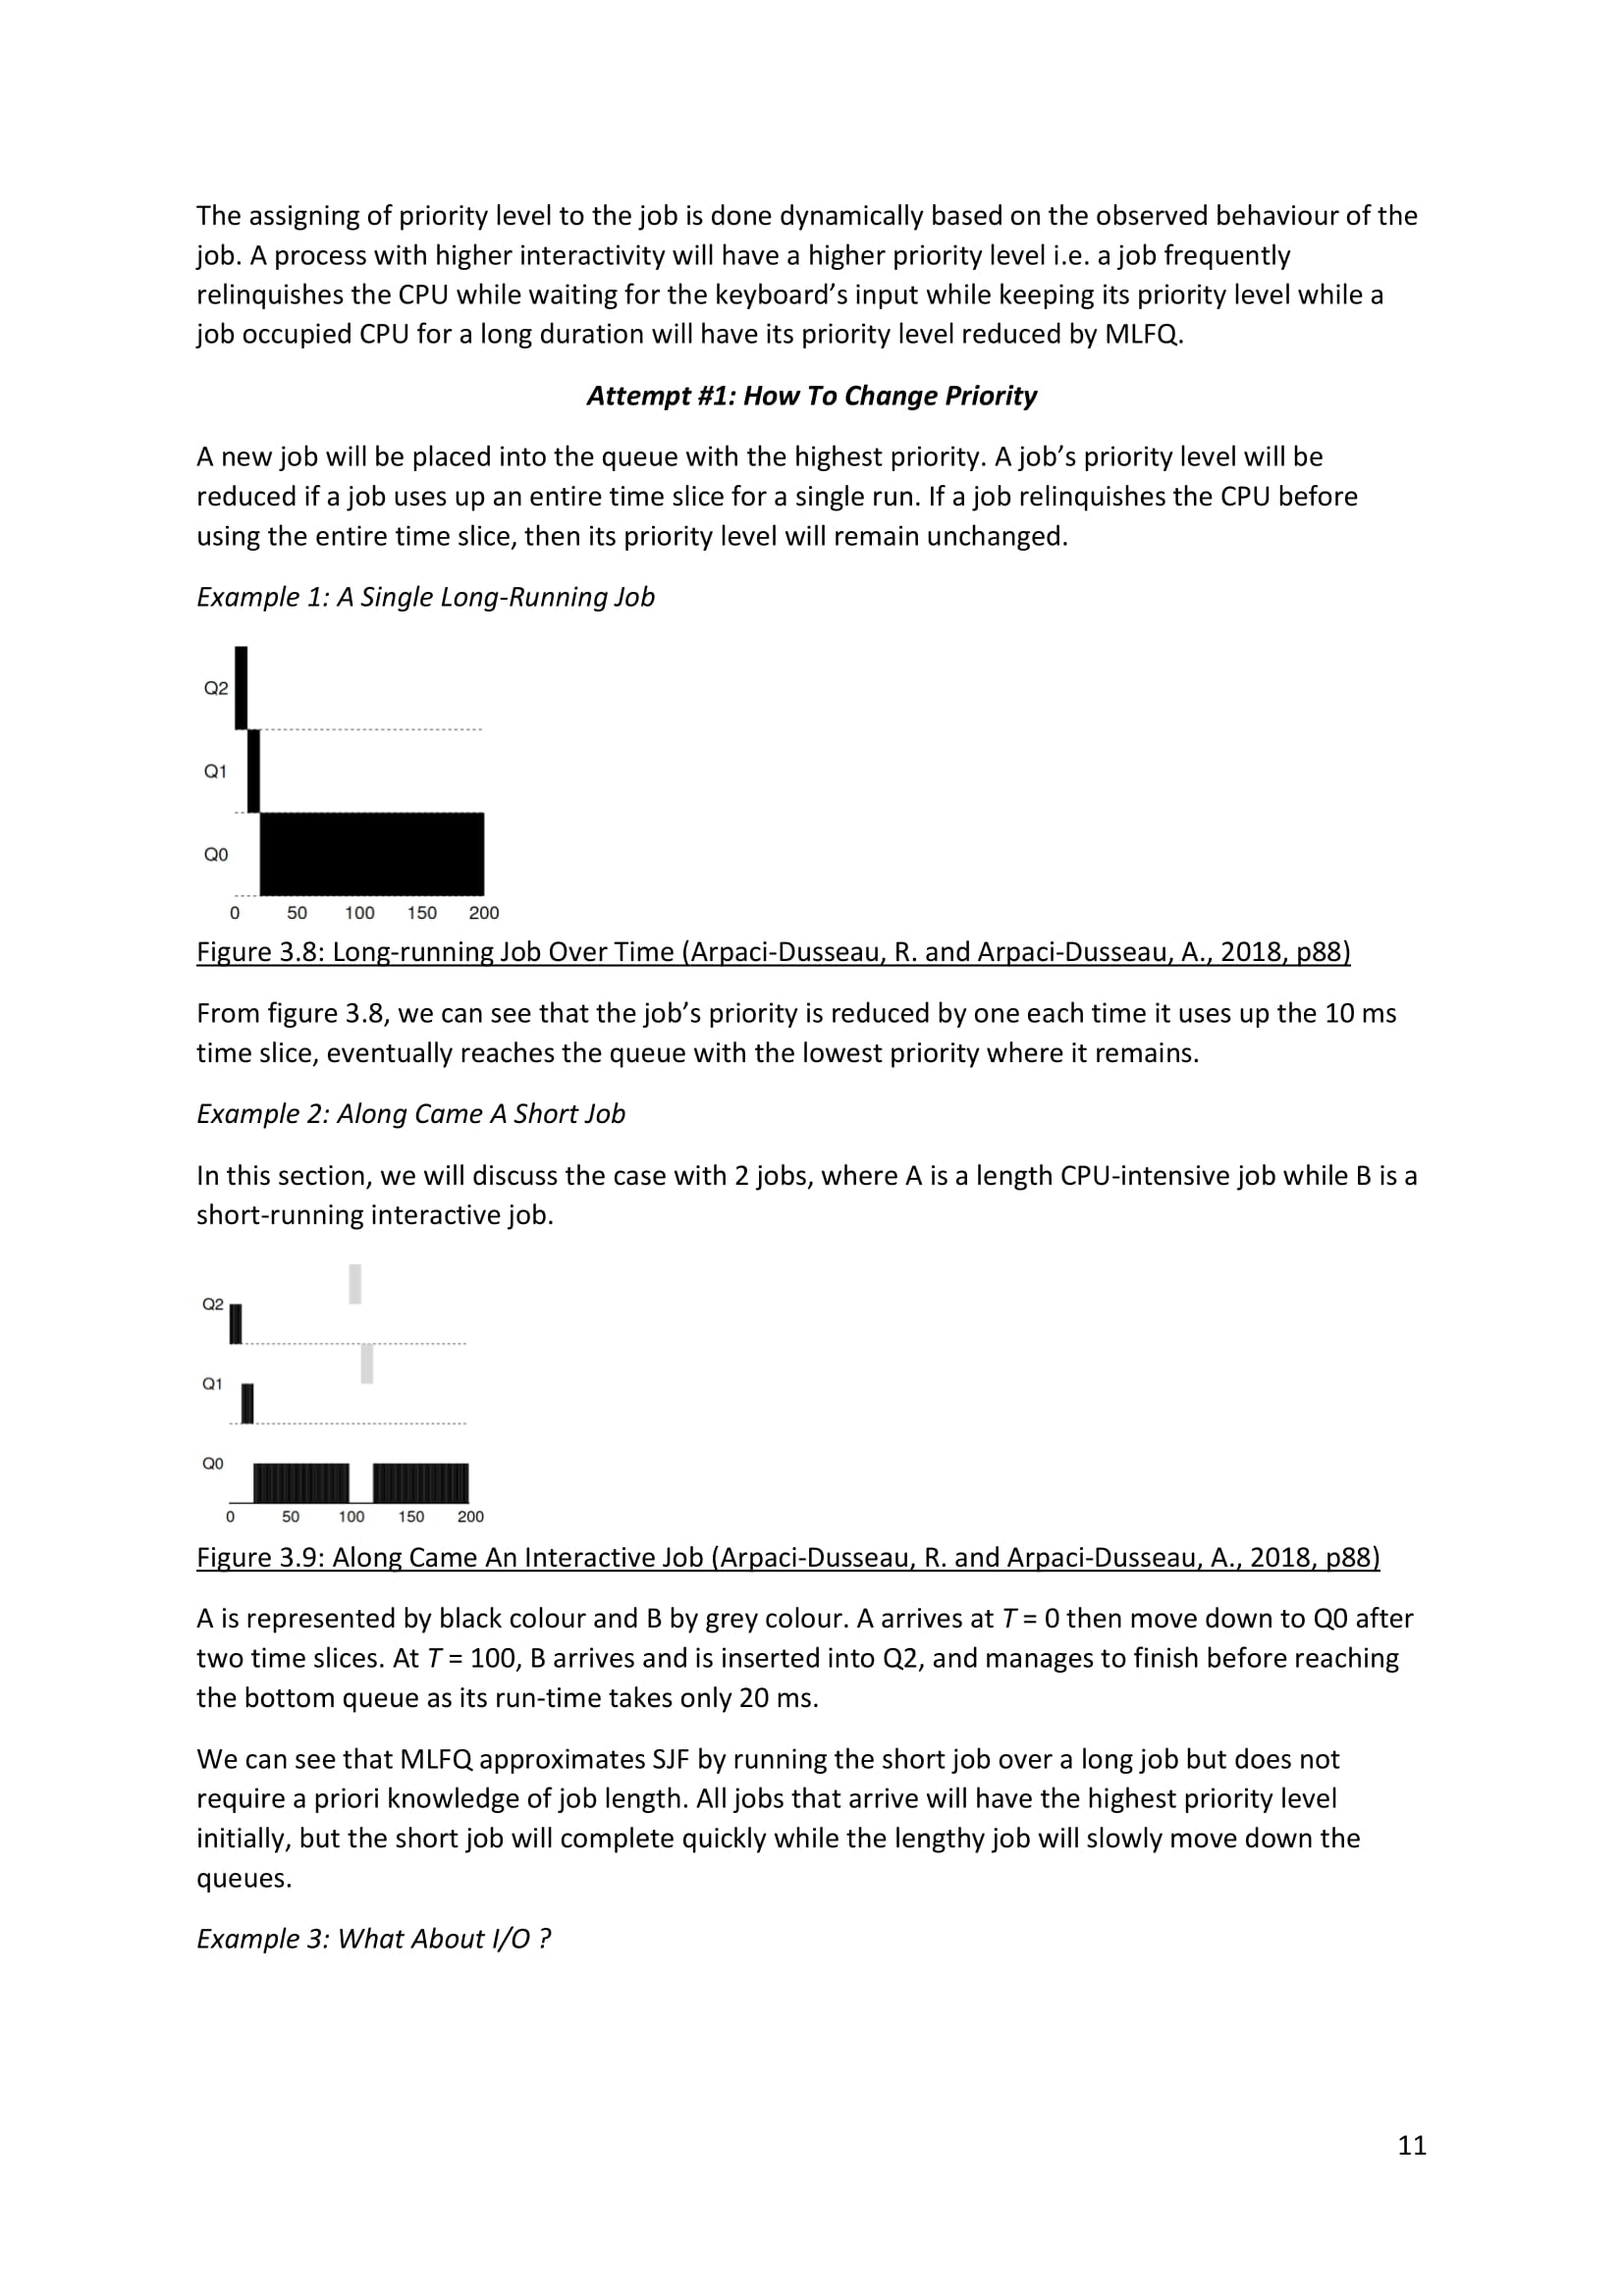 The assigning of priority level to the job is done dynamically based on the observed behaviour of the
job. A process with higher interactivity will have a higher priority level i.e. a job frequently
relinquishes the CPU while waiting for the keyboard’s input while keeping its priority level while a
job occupied CPU for a long duration will have its priority level reduced by MLFQ.
Attempt #1: How To Change Priority
A new job will be placed into the queue with the highest priority. A job’s priority level will be
reduced if a job uses up an entire time slice for a single run. If a job relinquishes the CPU before
using the entire time slice, then its priority level will remain unchanged.
Example 1: A Single Long-Running Job
Q2
Q1
Q0
0 50 100 150 200
Figure 3.8: Long-running Job Over Time (Arpaci-Dusseau, R. and Arpaci-Dusseau, A., 2018, p88)
From figure 3.8, we can see that the job’s priority is reduced by one each time it uses up the 10 ms
time slice, eventually reaches the queue with the lowest priority where it remains.
Example 2: Along Came A Short Job
In this section, we will discuss the case with 2 jobs, where A is a length CPU-intensive job while B is a
short-running interactive job.
Q2
Q1
Q0
0 50 100 150 200
Figure 3.9: Along Came An Interactive Job (Arpaci-Dusseau, R. and Arpaci-Dusseau, A., 2018, p88)
A is represented by black colour and B by grey colour. A arrives at T = 0 then move down to Q0 after
two time slices. At T = 100, B arrives and is inserted into Q2, and manages to finish before reaching
the bottom queue as its run-time takes only 20 ms.
We can see that MLFQ approximates SJF by running the short job over a long job but does not
require a priori knowledge of job length. All jobs that arrive will have the highest priority level
initially, but the short job will complete quickly while the lengthy job will slowly move down the
queues.
Example 3: What About I/O ?
11